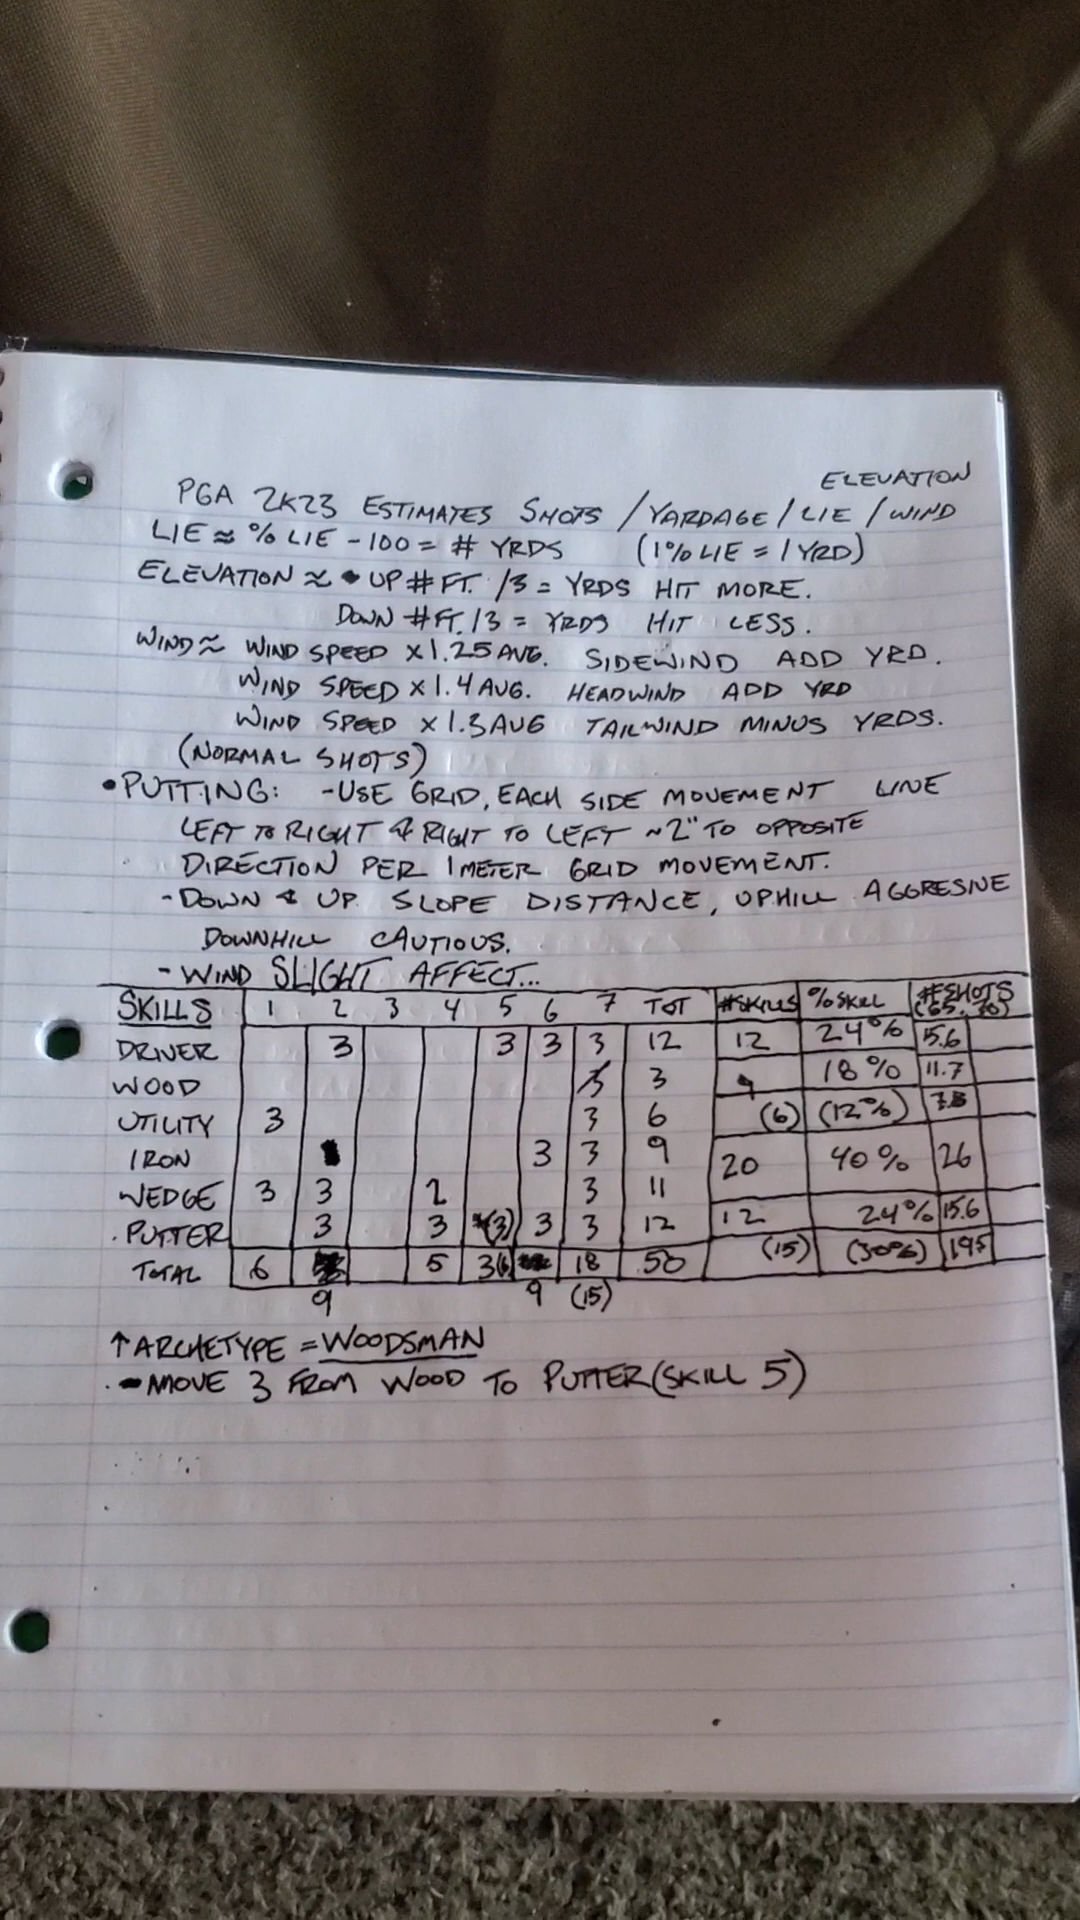 ELEVATION
PGA 2K23 ESTIMATES SHOTS / YARDAGE / LIE / WIND
LIE ≈ % LIE - 100 = # YRDS (1% LIE = 1 YRD)
ELEVATION ≈ UP # FT. /3 = YRDS HIT MORE.
DOWN # FT. /3 = YRDS HIT LESS.
WIND ≈ WIND SPEED X 1.25 AVG. SIDEWIND ADD YRD.
WIND SPEED X 1.4 AVG. HEADWIND ADD YRD
WIND SPEED X 1.3 AVG TAILWIND MINUS YRDS.
(NORMAL SHOTS)
• PUTTING: - USE GRID, EACH SIDE MOVEMENT LINE
LEFT TO RIGHT & RIGHT TO LEFT ~2" TO OPPOSITE
DIRECTION PER 1 METER GRID MOVEMENT.
- DOWN & UP SLOPE DISTANCE, UPHILL AGGRESIVE
DOWNHILL CAUTIOUS.
- WIND SLIGHT AFFECT...
SKILLS 1 2 3 4 5 6 7 TOT #SKILLS %SKILL #SHOTS
DRIVER 3 3 3 3 12 12 24% 15.6
WOOD 3 9 18% 11.7
UTILITY 3 3 6 (6) (12%)
IRON 3 3 9 20 40% 26
WEDGE 3 3 2 3 11
PUTTER 3 3 (3) 3 3 12 12 24% 15.6
TOTAL 6 5 18 50 (15) (30%) 19.5
9 9 (15)
↑ ARCHETYPE = WOODSMAN
- MOVE 3 FROM WOOD TO PUTTER (SKILL 5)